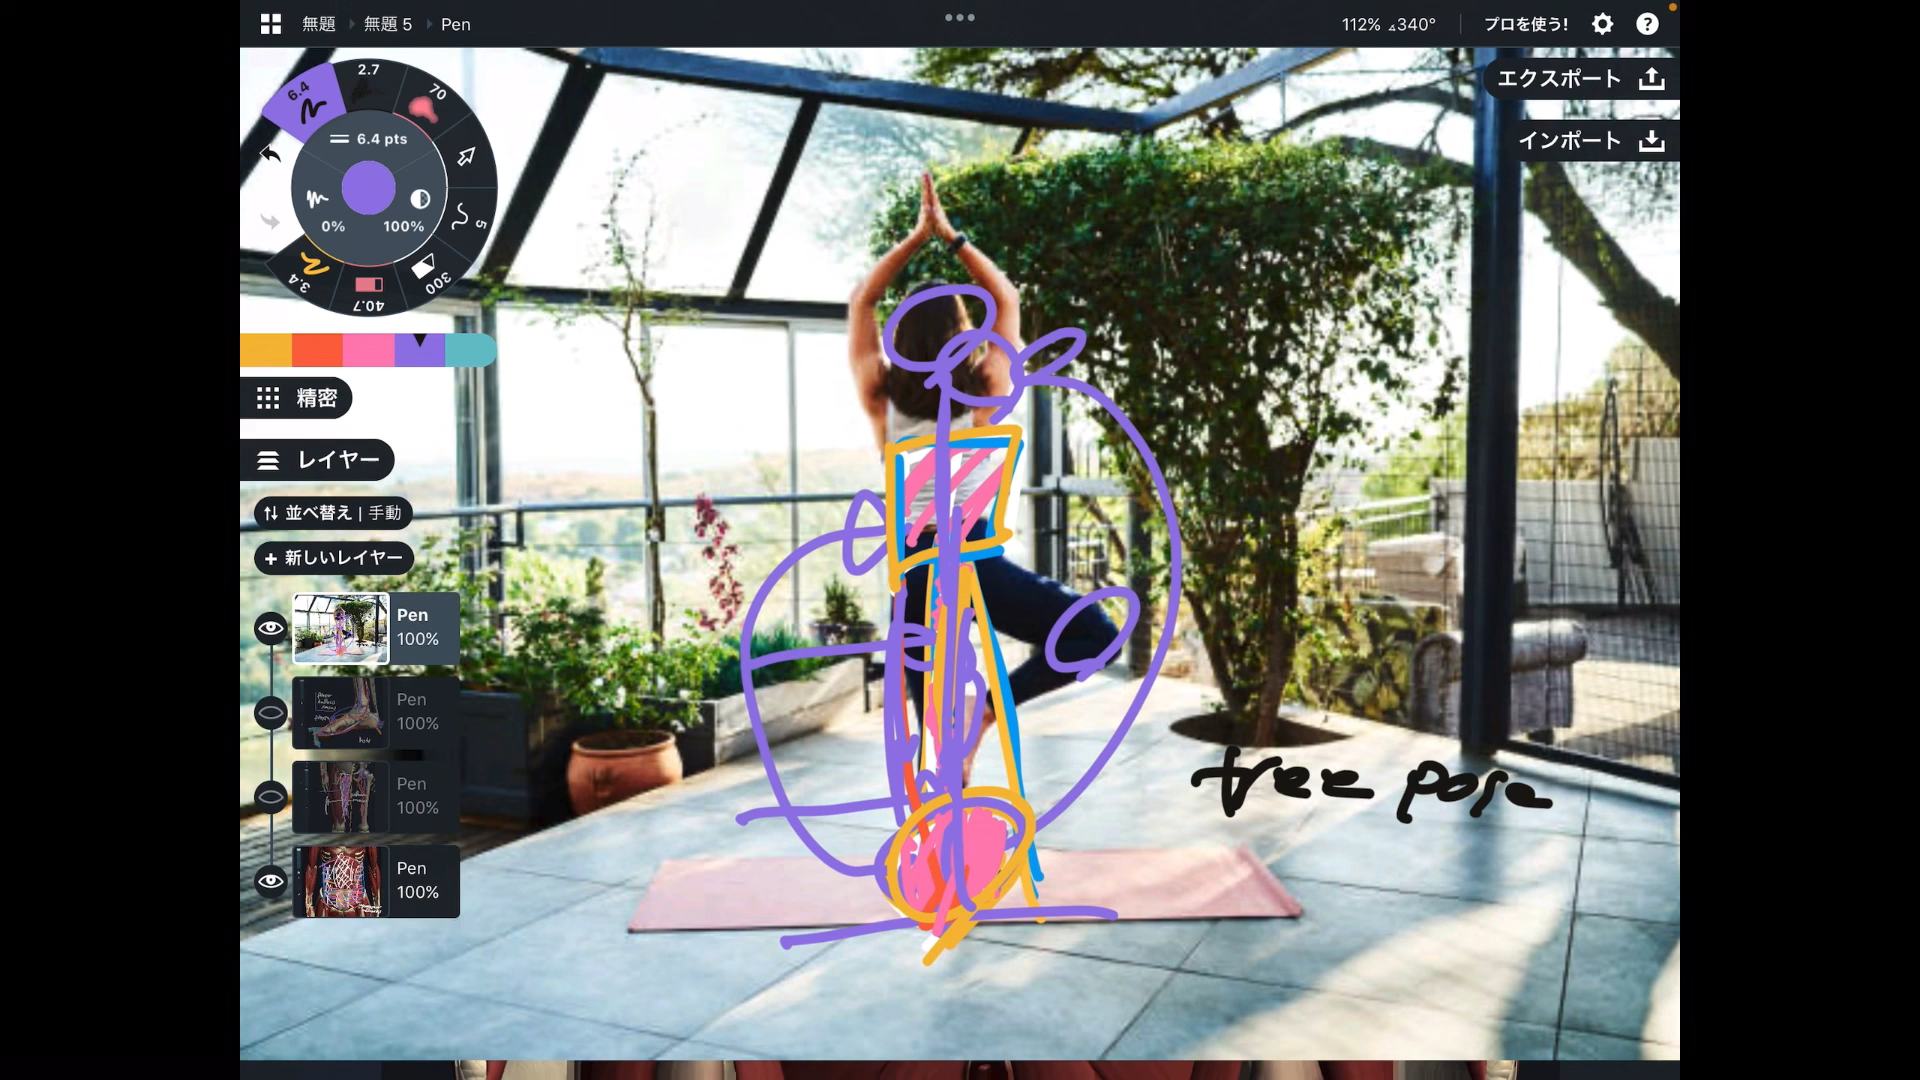 無題 無題 5 Pen
112% 340° プロを使う!
エクスポート
インポート
2.7
6.4
70
6.4 pts
5
0% 100%
3.4
40.7
300
精密
レイヤー
並べ替え | 手動
+ 新しいレイヤー
Pen
100%
Pen
100%
Pen
100%
Pen
100%
tree pose